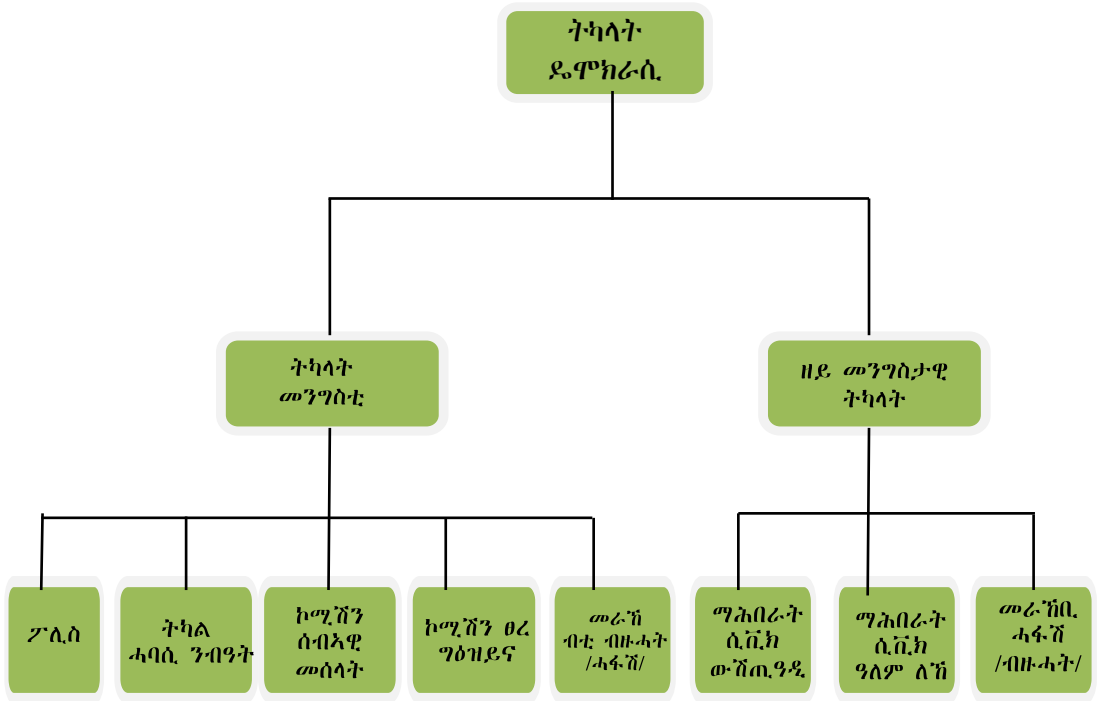 ትካላት
ዴሞክራሲ
ትካላት
መንግስቲ
ዘይ መንግስታዊ
ትካላት
ፖሊስ
ትካል
ሓባሲ ንብዓት
ኮሚሽን
ሰብኣዊ
መሰላት
ኮሚሽን ፀረ
ግዕዝይና
መራኸ
ብቲ ብዙሓት
/ሓፋሽ/
ማሕበራት
ሲቪክ
ውሽጢዓዲ
ማሕበራት
ሲቪክ
ዓለም ለኸ
መራኸቢ
ሓፋሽ
/ብዙሓት/